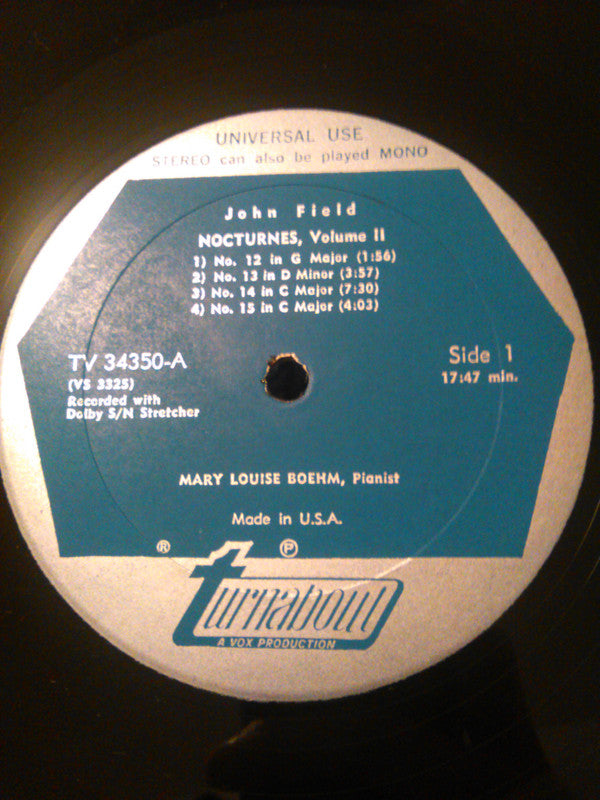 UNIVERSAL USE
STEREO can also be played MONO
John Field
NOCTURNES, Volume II
1) No. 12 in G Major (1:56)
2) No. 13 in D Minor (3:57)
3) No. 14 in C Major (7:30)
4) No. 15 in C Major (4:03)
TV 34350-A
(VS 3325)
Recorded with
Dolby S/N Stretcher
Side 1
17:47 min.
MARY LOUISE BOEHM, Pianist
Made in U.S.A.
® ℗
turnabout
A VOX PRODUCTION